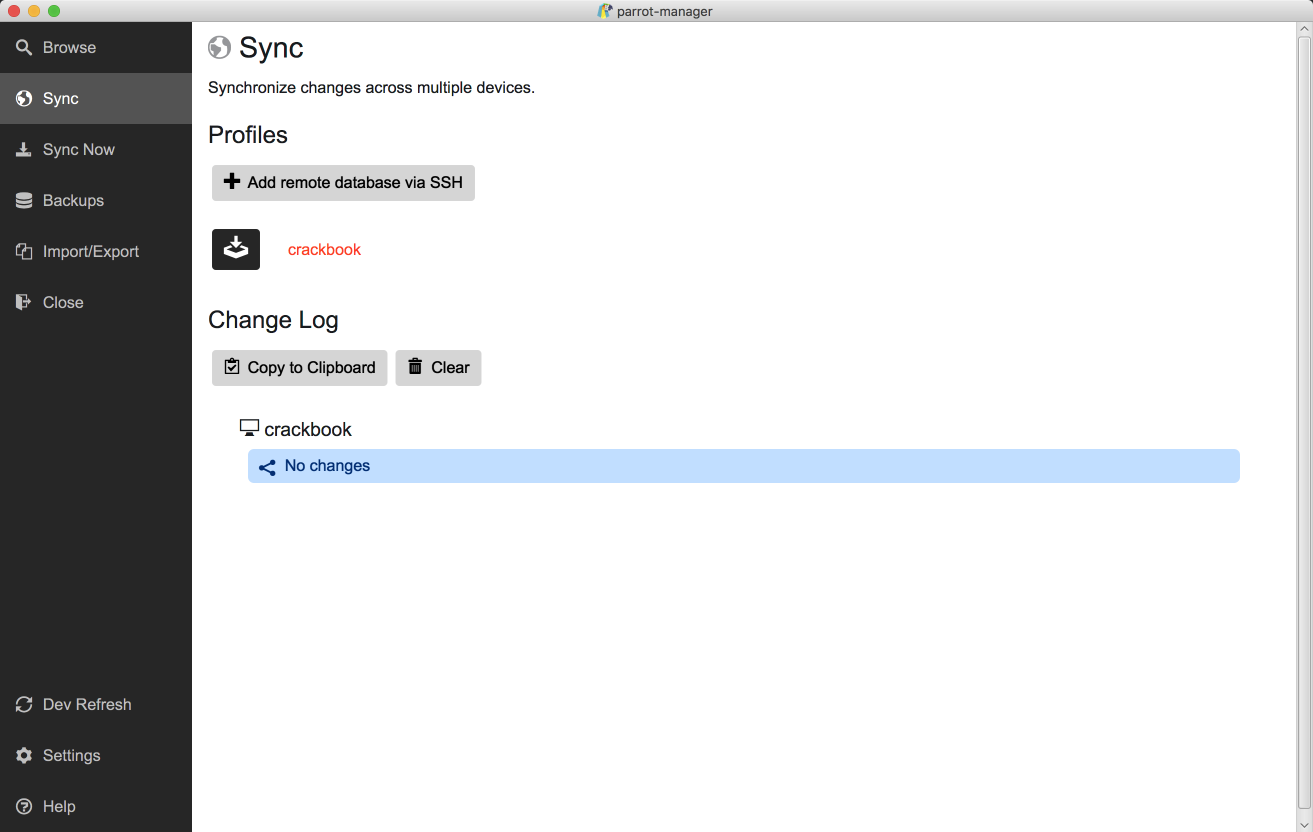 parrot-manager
Browse
Sync
Sync Now
Backups
Import/Export
Close
Dev Refresh
Settings
Help
Sync
Synchronize changes across multiple devices.
Profiles
Add remote database via SSH
crackbook
Change Log
Copy to Clipboard
Clear
crackbook
No changes